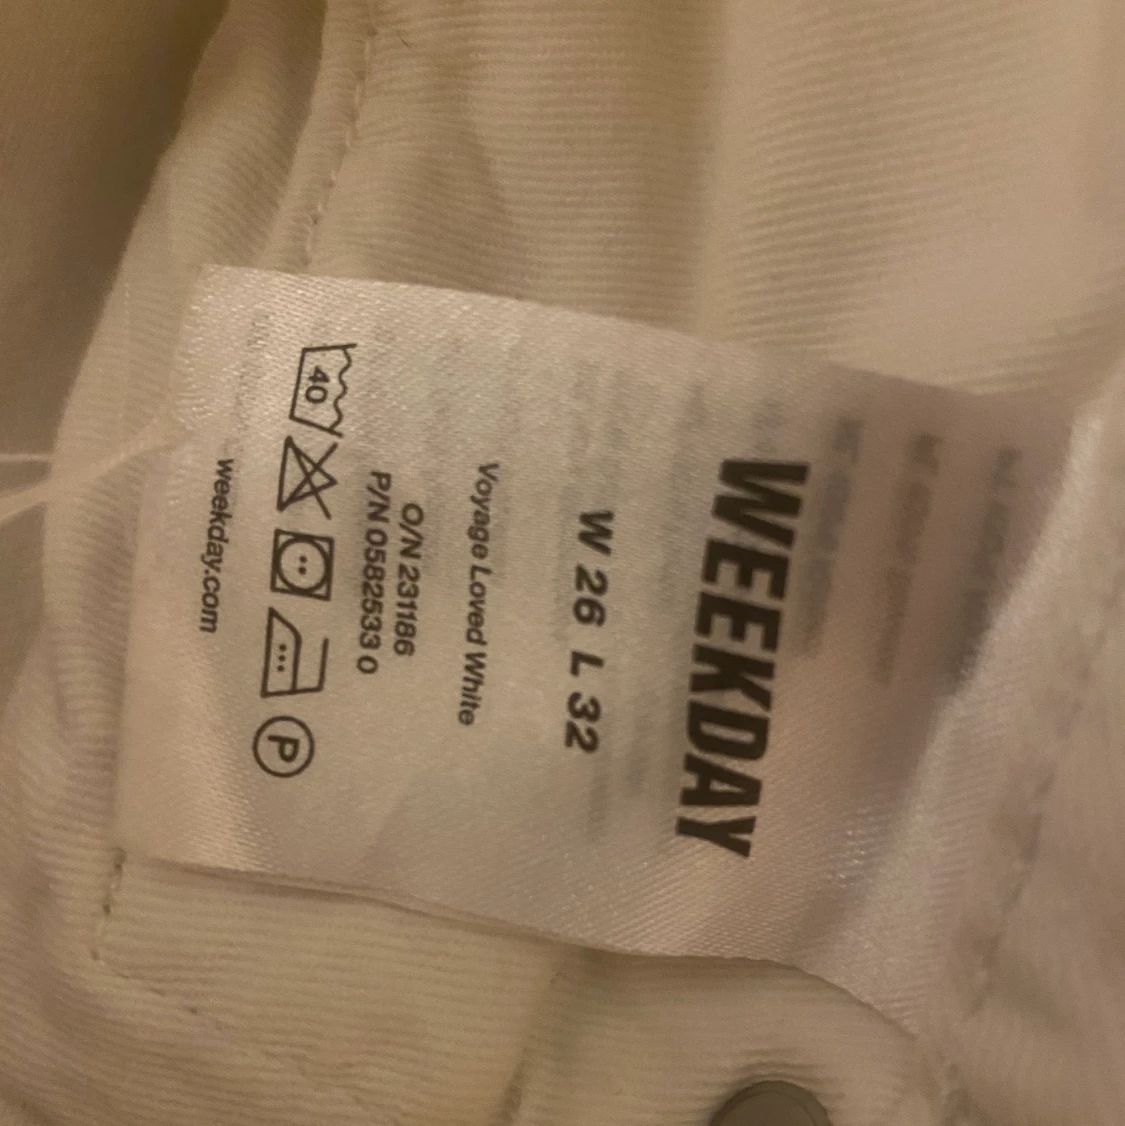 WEEKDAY
W 26 L 32
Voyage Loved White
O/N 231186
P/N 0582533 0
40
P
weekday.com